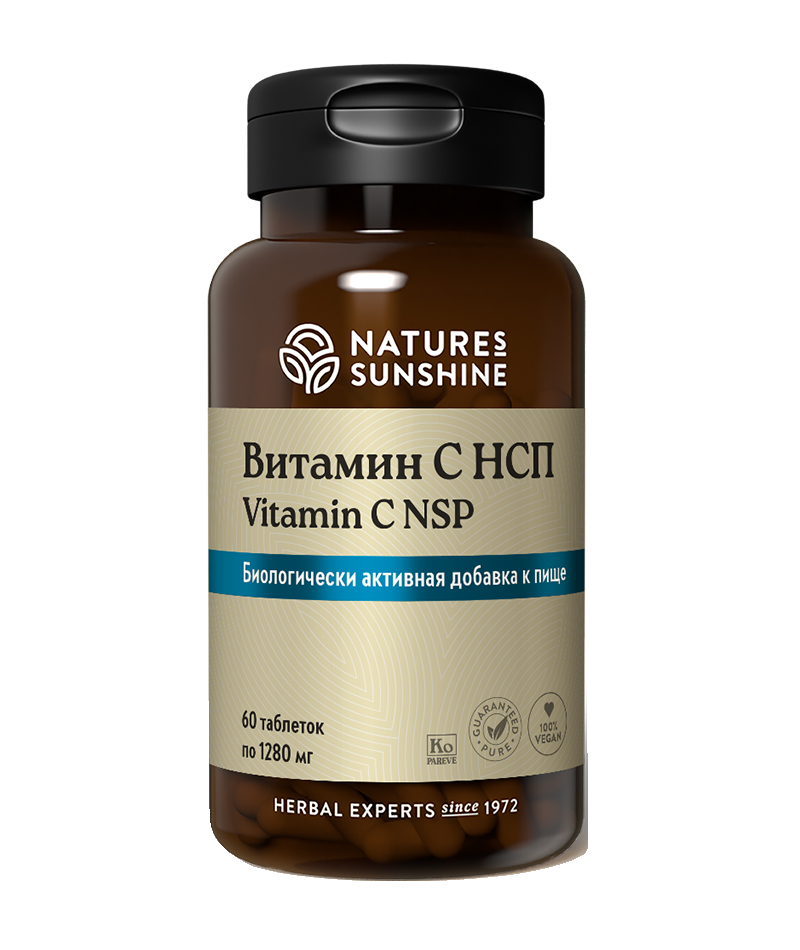 NATURES
SUNSHINE
Витамин С НСП
Vitamin C NSP
Биологически активная добавка к пище
60 таблеток
по 1280 мг
Ko
PAREVE
GUARANTEED
• PURE •
100%
VEGAN
HERBAL EXPERTS since 1972